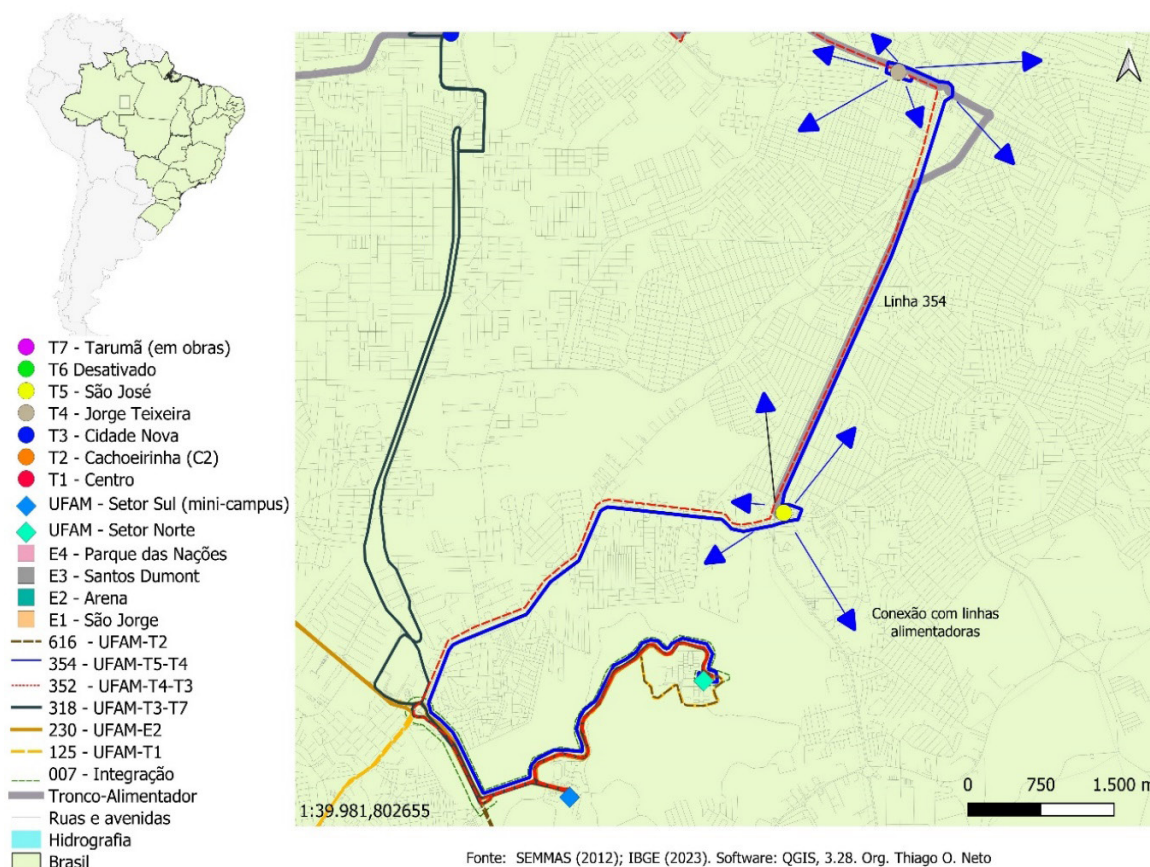 T7 - Tarumã (em obras)
T6 Desativado
T5 - São José
T4 - Jorge Teixeira
T3 - Cidade Nova
T2 - Cachoeirinha (C2)
T1 - Centro
UFAM - Setor Sul (mini-campus)
UFAM - Setor Norte
E4 - Parque das Nações
E3 - Santos Dumont
E2 - Arena
E1 - São Jorge
616 - UFAM-T2
354 - UFAM-T5-T4
352 - UFAM-T4-T3
318 - UFAM-T3-T7
230 - UFAM-E2
125 - UFAM-T1
007 - Integração
Tronco-Alimentador
Ruas e avenidas
Hidrografia
Brasil
Linha 354
Conexão com linhas
alimentadoras
1:39.981,802655
0 750 1.500 m
Fonte: SEMMAS (2012); IBGE (2023). Software: QGIS, 3.28. Org. Thiago O. Neto